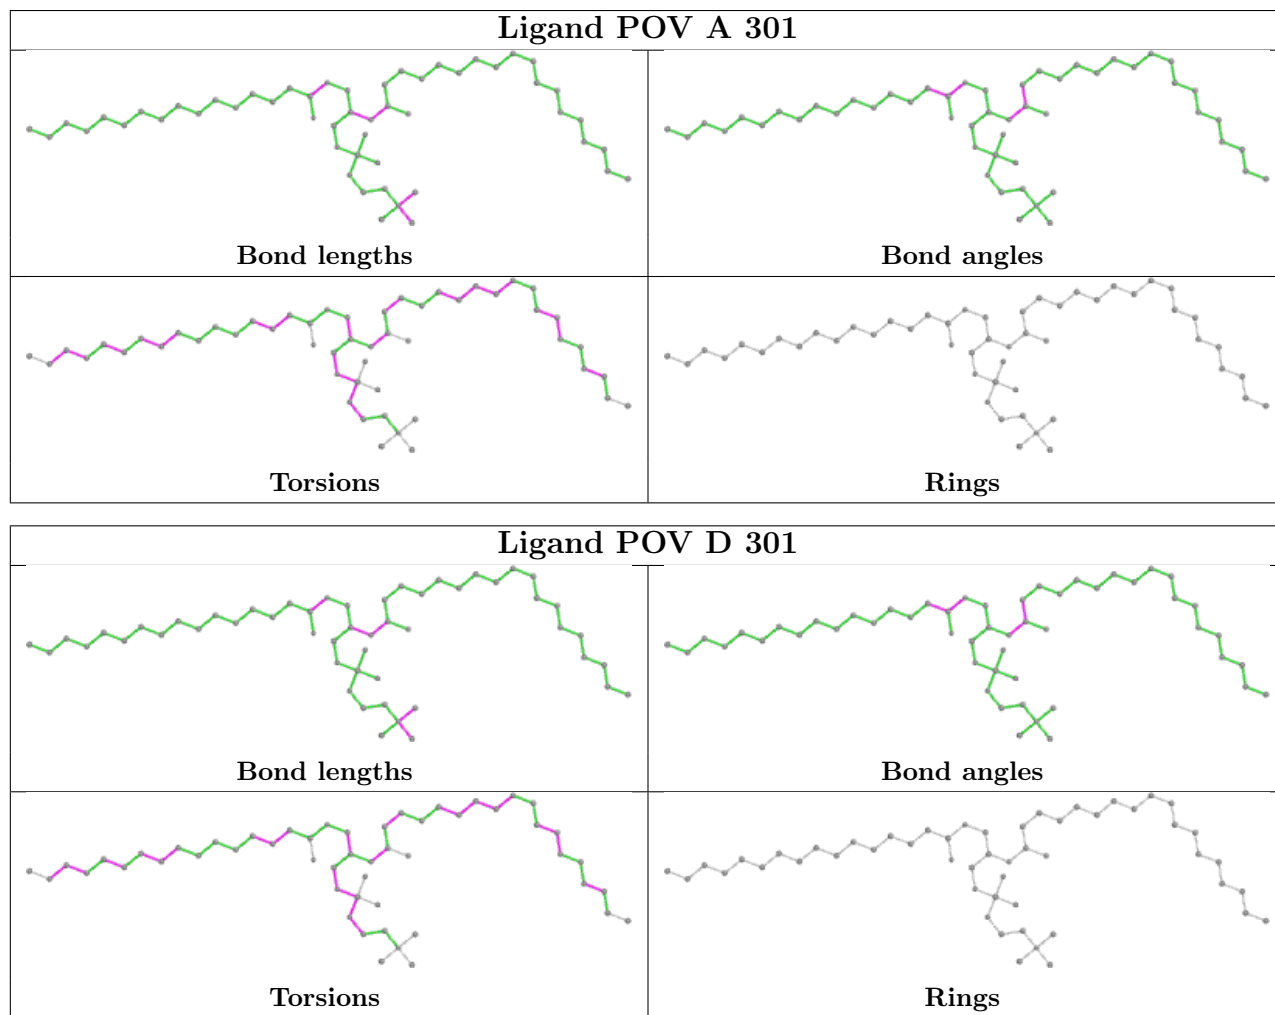 Ligand POV A 301
Bond lengths
Bond angles
Torsions
Rings
Ligand POV D 301
Bond lengths
Bond angles
Torsions
Rings